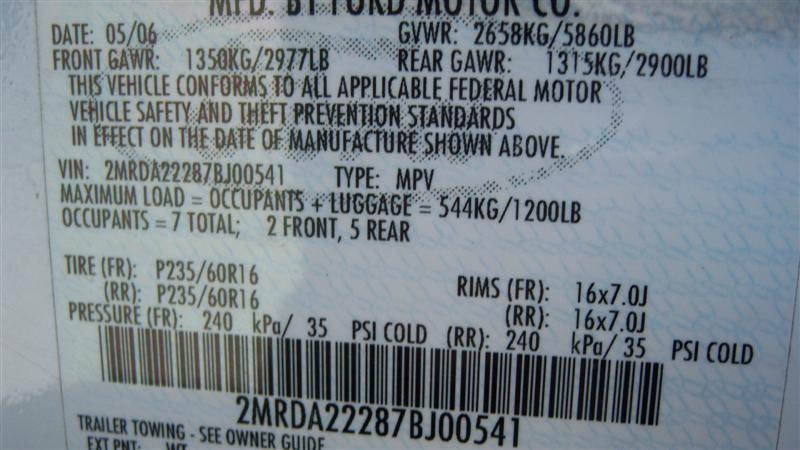 MFD. BY FORD MOTOR CO.
DATE: 05/06 GVWR: 2658KG/5860LB
FRONT GAWR: 1350KG/2977LB REAR GAWR: 1315KG/2900LB
THIS VEHICLE CONFORMS TO ALL APPLICABLE FEDERAL MOTOR
VEHICLE SAFETY AND THEFT PREVENTION STANDARDS
IN EFFECT ON THE DATE OF MANUFACTURE SHOWN ABOVE.
VIN: 2MRDA22287BJ00541 TYPE: MPV
MAXIMUM LOAD = OCCUPANTS + LUGGAGE = 544KG/1200LB
OCCUPANTS = 7 TOTAL; 2 FRONT, 5 REAR
TIRE (FR): P235/60R16 RIMS (FR): 16x7.0J
(RR): P235/60R16 (RR): 16x7.0J
PRESSURE (FR): 240 kPa/ 35 PSI COLD (RR): 240 kPa/ 35 PSI COLD
2MRDA22287BJ00541
TRAILER TOWING - SEE OWNER GUIDE
EXT PNT: WT